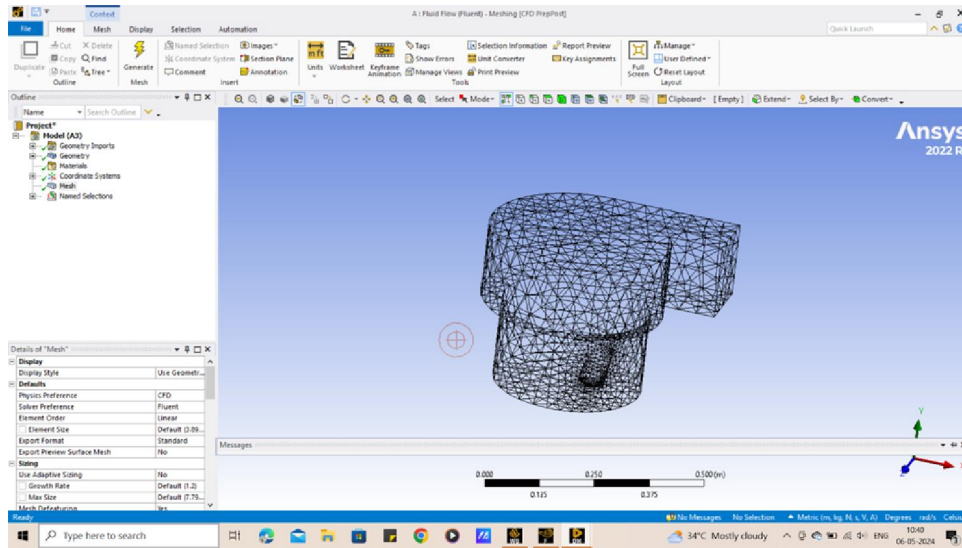 Context
A : Fluid Flow (Fluent) - Meshing [CFD PrepPost]
File Home Mesh Display Selection Automation
Quick Launch
Duplicate
Cut
Copy
Paste
Delete
Find
Tree
Outline
Generate
Mesh
Named Selection
Coordinate System
Comment
Images
Section Plane
Annotation
Insert
Units
Worksheet
Keyframe
Animation
Tags
Show Errors
Manage Views
Selection Information
Unit Converter
Print Preview
Report Preview
Key Assignments
Tools
Full
Screen
Manage
User Defined
Reset Layout
Layout
Outline
Name
Search Outline
Select Mode Clipboard [Empty] Extend Select By Convert
Project*
Model (A3)
Geometry Imports
Geometry
Materials
Coordinate Systems
Mesh
Named Selections
Ansys
2022 R
Details of "Mesh"
Display
Display Style Use Geometr...
Defaults
Physics Preference CFD
Solver Preference Fluent
Element Order Linear
Element Size Default (3.89...
Export Format Standard
Export Preview Surface Mesh No
Sizing
Use Adaptive Sizing No
Growth Rate Default (1.2)
Max Size Default (7.79...
Mesh Defeaturing Yes
Messages
0.000 0.250 0.500 (m)
0.125 0.375
Y
X
Z
Ready
No Messages No Selection Metric (m, kg, N, s, V, A) Degrees rad/s Celsiu
Type here to search
34°C Mostly cloudy
ENG
10:40
06-05-2024